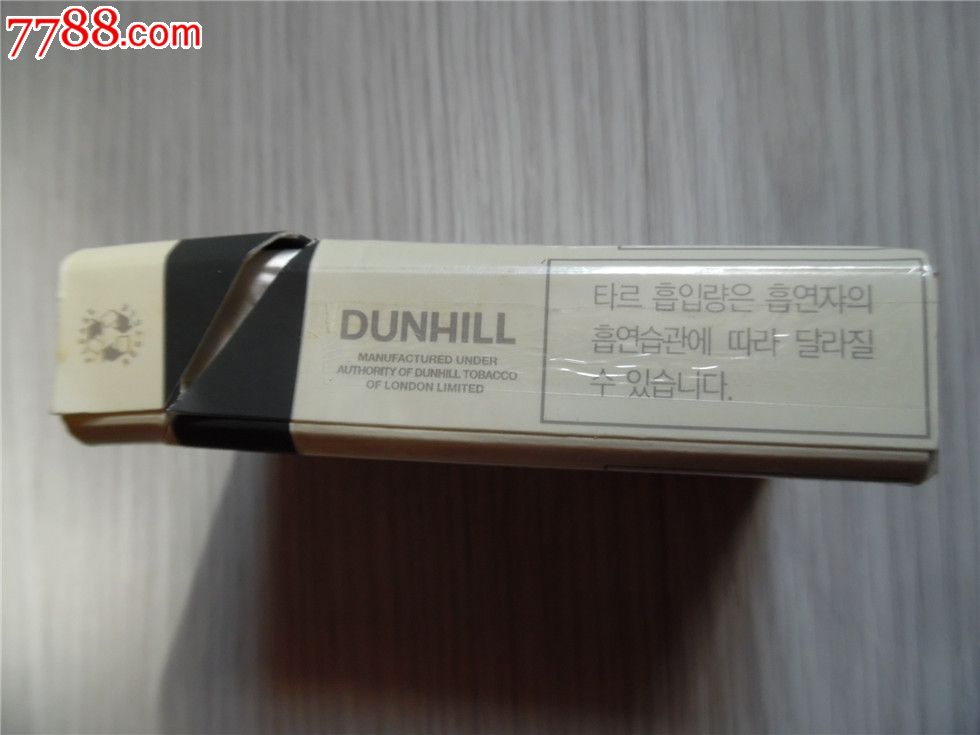 7788.com
DUNHILL
MANUFACTURED UNDER
AUTHORITY OF DUNHILL TOBACCO
OF LONDON LIMITED
타르 흡입량은 흡연자의
흡연습관에 따라 달라질
수 있습니다.